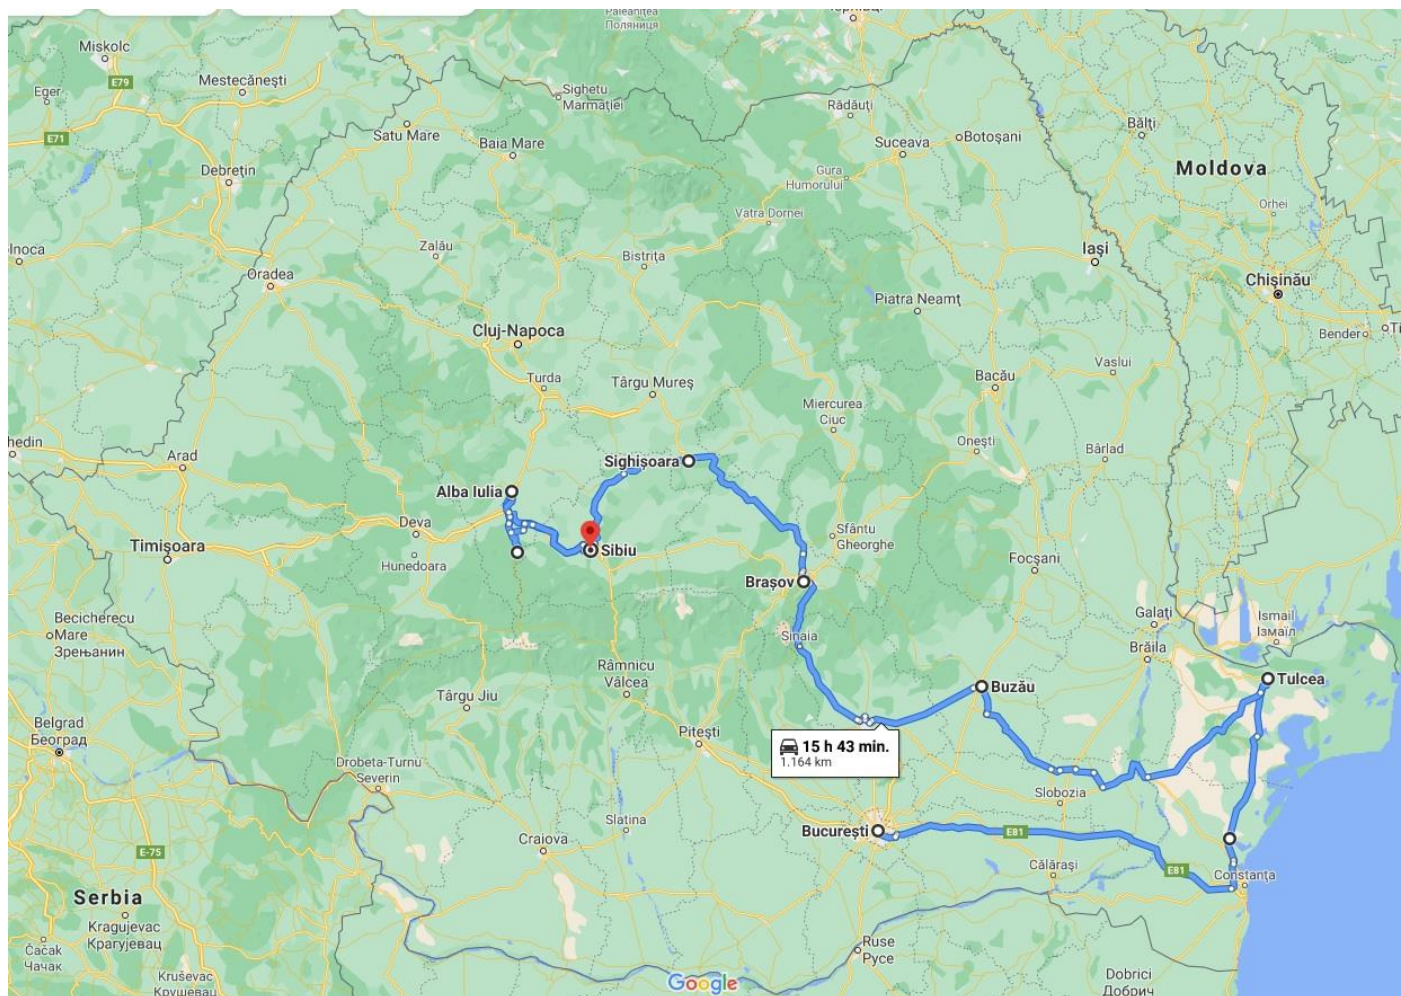 Paleanițea
Поляниця
Miskolc
Mestecănești
E79
Eger
Sighetu
Marmației
Rădăuți
Satu Mare
E71
Baia Mare
Suceava
Botoșani
Bălți
Moldova
Debrețin
Gura
Humorului
Orhei
Vatra Dornei
Zalău
Bistrița
Iași
Oradea
Chișinău
Piatra Neamț
Cluj-Napoca
Bender
Turda
Târgu Mureș
Vaslui
Bacău
Miercurea
Ciuc
Onești
Bârlad
Arad
Sighișoara
Alba Iulia
Deva
Sfântu
Gheorghe
Timișoara
Hunedoara
Sibiu
Focșani
Brașov
Galați
Ismail
Ізмаїл
Becicherecu
Mare
Зрењанин
Sinaia
Brăila
Râmnicu
Vâlcea
Buzău
Tulcea
Târgu Jiu
Belgrad
Београд
Pitești
15 h 43 min.
1.164 km
Drobeta-Turnu
Severin
Slobozia
Slatina
București
E81
Craiova
E-75
Călărași
E81
Constanța
Serbia
Kragujevac
Крагујевац
Čačak
Чачак
Ruse
Русе
Kruševac
Крушевац
Google
Dobrici
Добрич